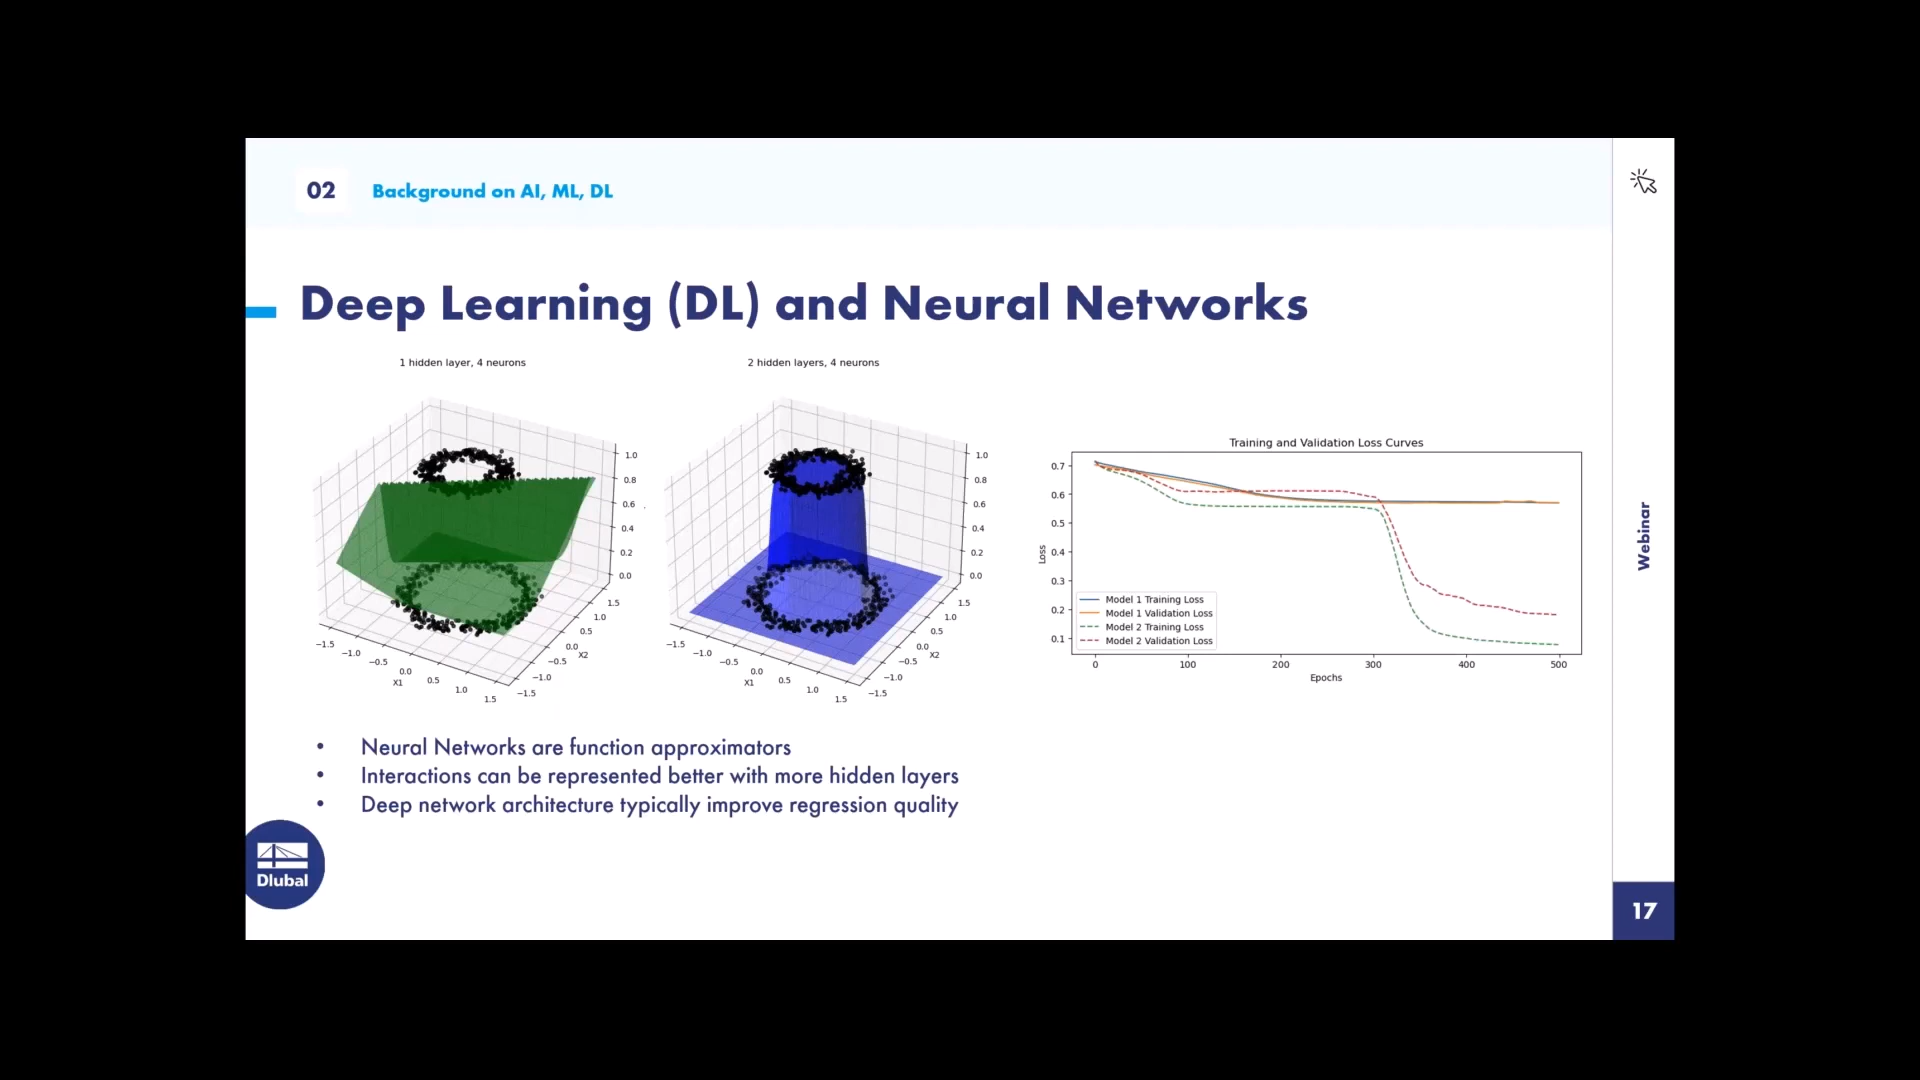 02
Background on AI, ML, DL
Deep Learning (DL) and Neural Networks
1 hidden layer, 4 neurons
1.0
0.8
0.6
0.4
0.2
0.0
1.5
1.0
0.5
0.0
−0.5
−1.0
−1.5
X2
−1.5
−1.0
−0.5
0.0
0.5
1.0
1.5
X1
2 hidden layers, 4 neurons
1.0
0.8
0.6
0.4
0.2
0.0
1.5
1.0
0.5
0.0
−0.5
−1.0
−1.5
X2
−1.5
−1.0
−0.5
0.0
0.5
1.0
1.5
X1
Training and Validation Loss Curves
0.7
0.6
0.5
0.4
0.3
0.2
0.1
Loss
Model 1 Training Loss
Model 1 Validation Loss
Model 2 Training Loss
Model 2 Validation Loss
0 100 200 300 400 500
Epochs
• Neural Networks are function approximators
• Interactions can be represented better with more hidden layers
• Deep network architecture typically improve regression quality
Dlubal
Webinar
17